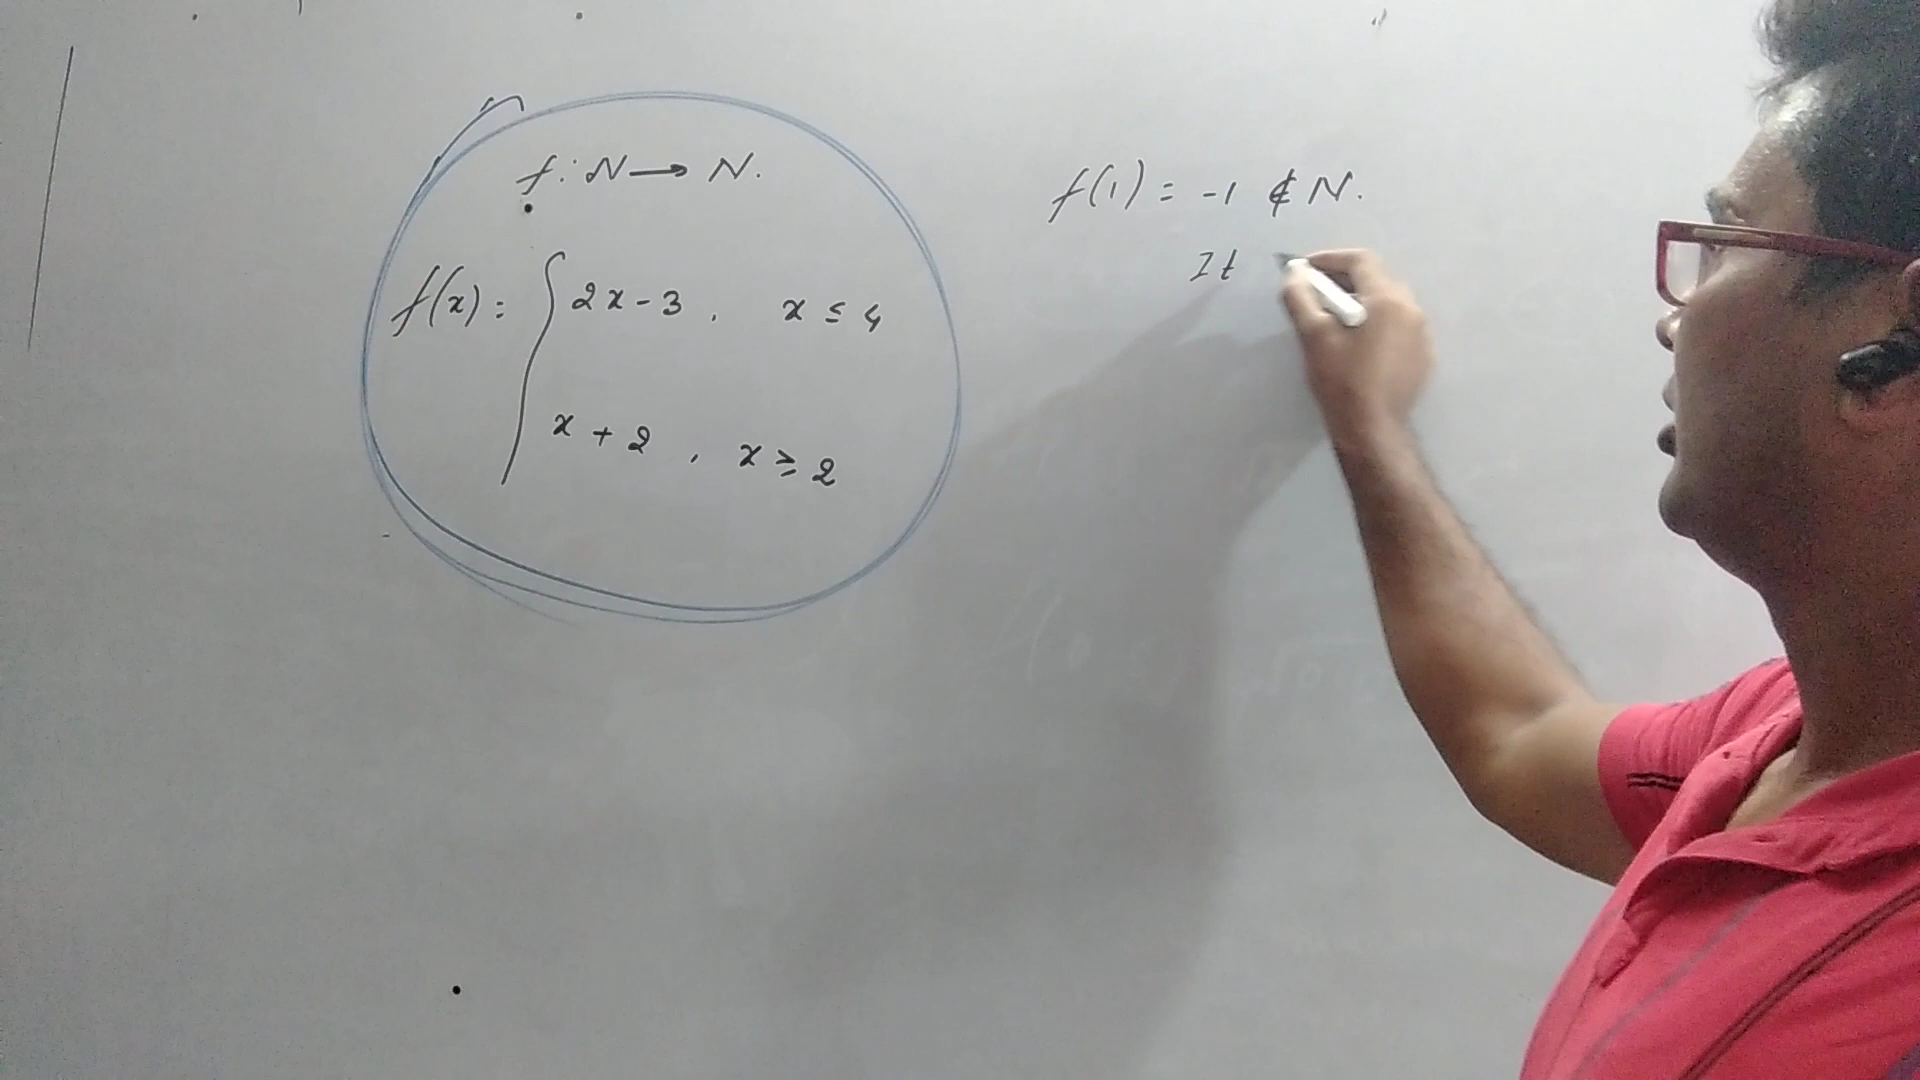 f : N → N.
f(x) = { 2x - 3 , x ≤ 4
x + 2 , x ≥ 2
f(1) = -1 ∉ N.
It